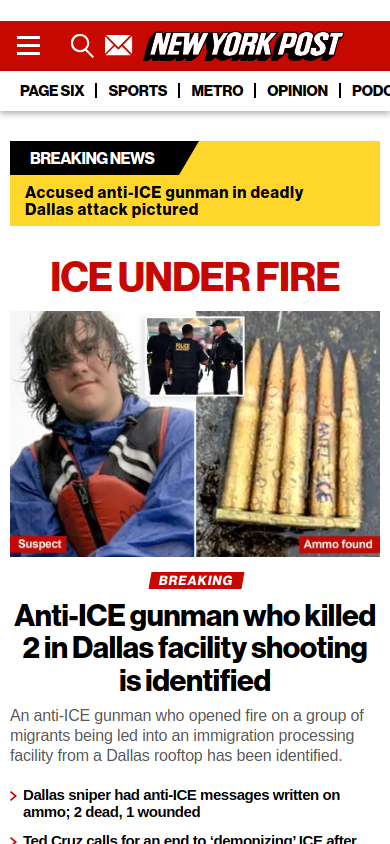 NEW YORK POST
PAGE SIX SPORTS METRO OPINION PODC
BREAKING NEWS
Accused anti-ICE gunman in deadly
Dallas attack pictured
ICE UNDER FIRE
POLICE
ANTI-ICE
Suspect
Ammo found
BREAKING
Anti-ICE gunman who killed
2 in Dallas facility shooting
is identified
An anti-ICE gunman who opened fire on a group of
migrants being led into an immigration processing
facility from a Dallas rooftop has been identified.
Dallas sniper had anti-ICE messages written on
ammo; 2 dead, 1 wounded
Ted Cruz calls for an end to ‘demonizing’ ICE after